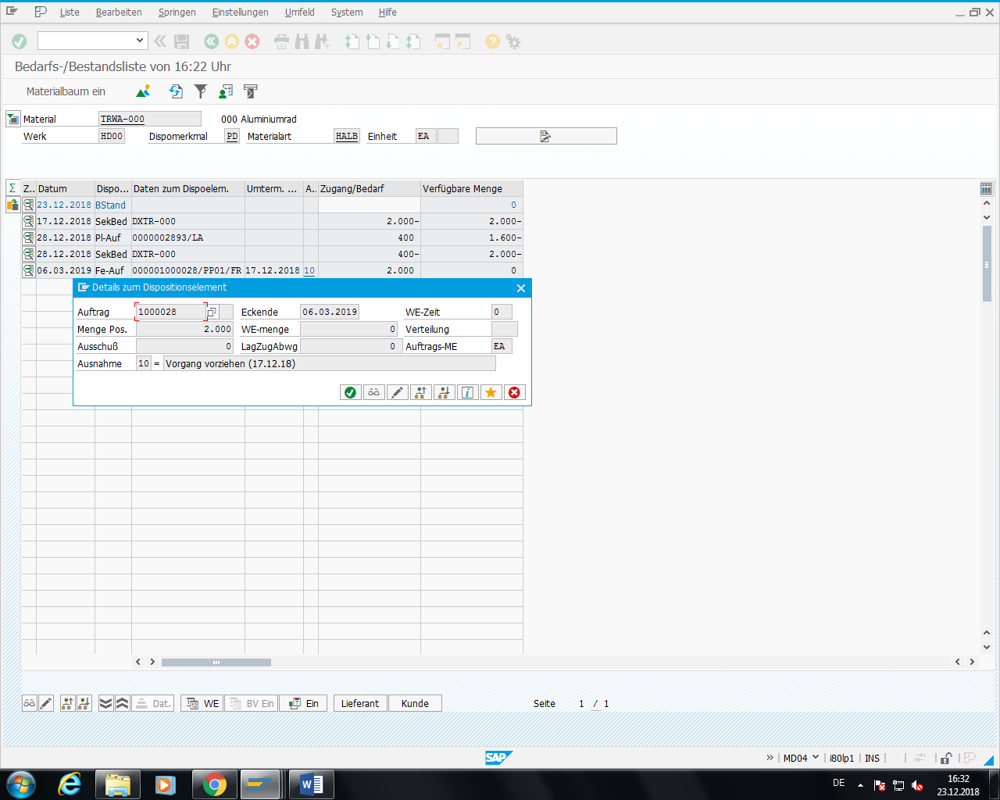 Liste Bearbeiten Springen Einstellungen Umfeld System Hilfe
Bedarfs-/Bestandsliste von 16:22 Uhr
Materialbaum ein
Material TRWA-000 000 Aluminiumrad
Werk HD00 Dispomerkmal PD Materialart HALB Einheit EA
Z.. Datum Dispo... Daten zum Dispoelem. Umterm. ... A.. Zugang/Bedarf Verfügbare Menge
23.12.2018 BStand 0
17.12.2018 SekBed DXTR-000 2.000- 2.000-
28.12.2018 Pl-Auf 0000002893/LA 400 1.600-
28.12.2018 SekBed DXTR-000 400- 2.000-
06.03.2019 Fe-Auf 000001000028/PP01/FR 17.12.2018 10 2.000 0
Details zum Dispositionselement
Auftrag 1000028 Eckende 06.03.2019 WE-Zeit 0
Menge Pos. 2.000 WE-menge 0 Verteilung
Ausschuß 0 LagZugAbwg 0 Auftrags-ME EA
Ausnahme 10 = Vorgang vorziehen (17.12.18)
Dat. WE BV Ein Ein Lieferant Kunde Seite 1 / 1
SAP MD04 i80lp1 INS
DE 16:32
23.12.2018